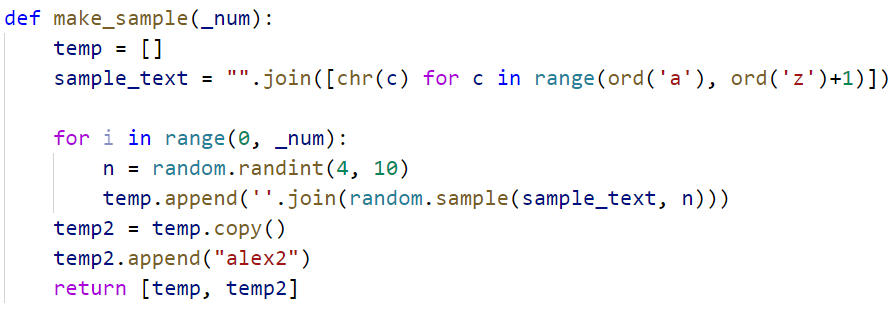 def make_sample(_num):
    temp = []
    sample_text = "".join([chr(c) for c in range(ord('a'), ord('z')+1)])

    for i in range(0, _num):
        n = random.randint(4, 10)
        temp.append(''.join(random.sample(sample_text, n)))
    temp2 = temp.copy()
    temp2.append("alex2")
    return [temp, temp2]